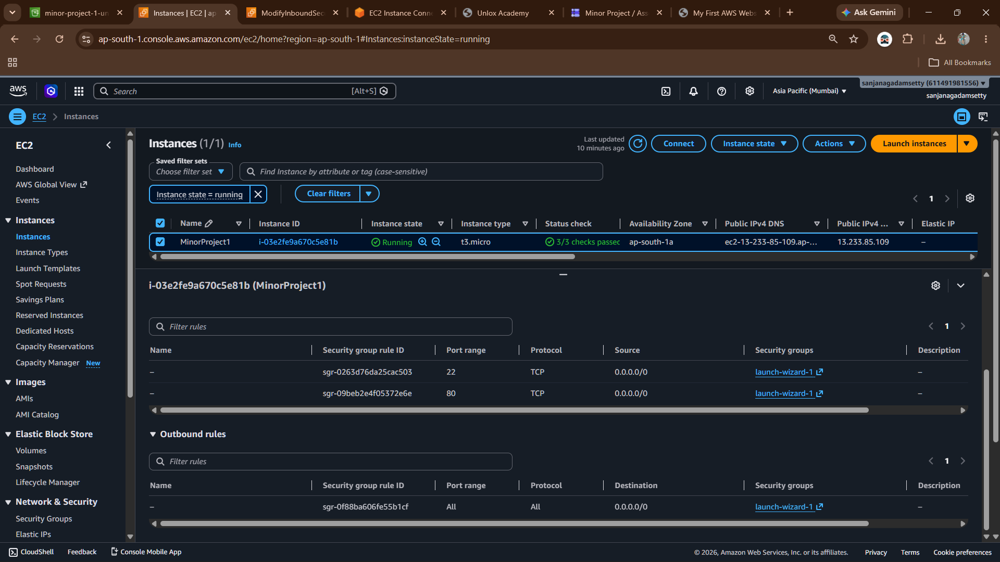 minor-project-1-un
Instances | EC2 | ap
ModifyInboundSec
EC2 Instance Conne
Unlox Academy
Minor Project / Ass
My First AWS Webs
Ask Gemini
ap-south-1.console.aws.amazon.com/ec2/home?region=ap-south-1#Instances:instanceState=running
All Bookmarks
aws
Search
[Alt+S]
Asia Pacific (Mumbai)
sanjanagadamsetty (611491981556)
sanjanagadamsetty
EC2
Instances
EC2
Dashboard
AWS Global View
Events
Instances
Instances
Instance Types
Launch Templates
Spot Requests
Savings Plans
Reserved Instances
Dedicated Hosts
Capacity Reservations
Capacity Manager New
Images
AMIs
AMI Catalog
Elastic Block Store
Volumes
Snapshots
Lifecycle Manager
Network & Security
Security Groups
Elastic IPs
Instances (1/1) Info
Last updated
10 minutes ago
Connect
Instance state
Actions
Launch instances
Saved filter sets
Choose filter set
Find Instance by attribute or tag (case-sensitive)
Instance state = running
Clear filters
1
Name Instance ID Instance state Instance type Status check Availability Zone Public IPv4 DNS Public IPv4 ... Elastic IP
MinorProject1 i-03e2fe9a670c5e81b Running t3.micro 3/3 checks passec ap-south-1a ec2-13-233-85-109.ap-... 13.233.85.109 –
i-03e2fe9a670c5e81b (MinorProject1)
Filter rules
1
Name Security group rule ID Port range Protocol Source Security groups Description
– sgr-0263d76da25cac503 22 TCP 0.0.0.0/0 launch-wizard-1 –
– sgr-09beb2e4f05372e6e 80 TCP 0.0.0.0/0 launch-wizard-1 –
Outbound rules
Filter rules
1
Name Security group rule ID Port range Protocol Destination Security groups Description
– sgr-0f88ba606fe55b1cf All All 0.0.0.0/0 launch-wizard-1 –
CloudShell Feedback Console Mobile App
© 2026, Amazon Web Services, Inc. or its affiliates. Privacy Terms Cookie preferences